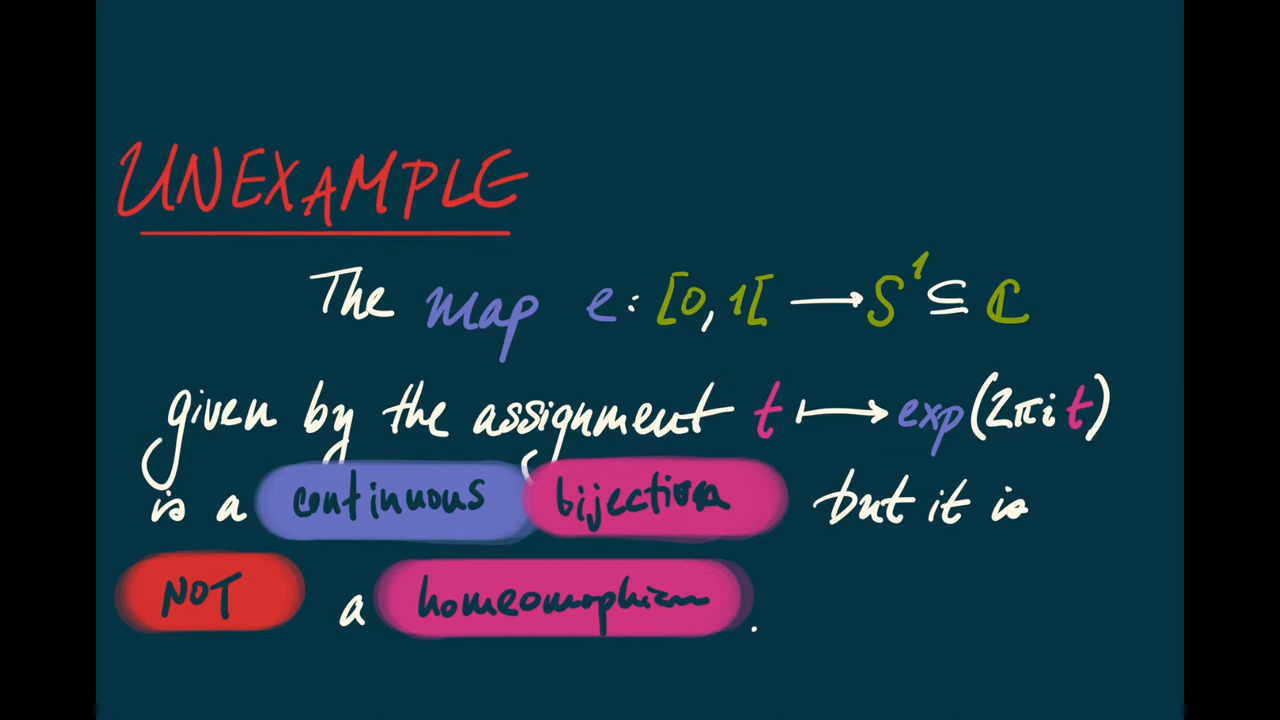 UNEXAMPLE
The map e: [0,1[ ⟶ S¹ ⊆ ℂ
given by the assignment t ⟼ exp(2πit)
is a continuous bijection but it is
NOT a homeomorphism.